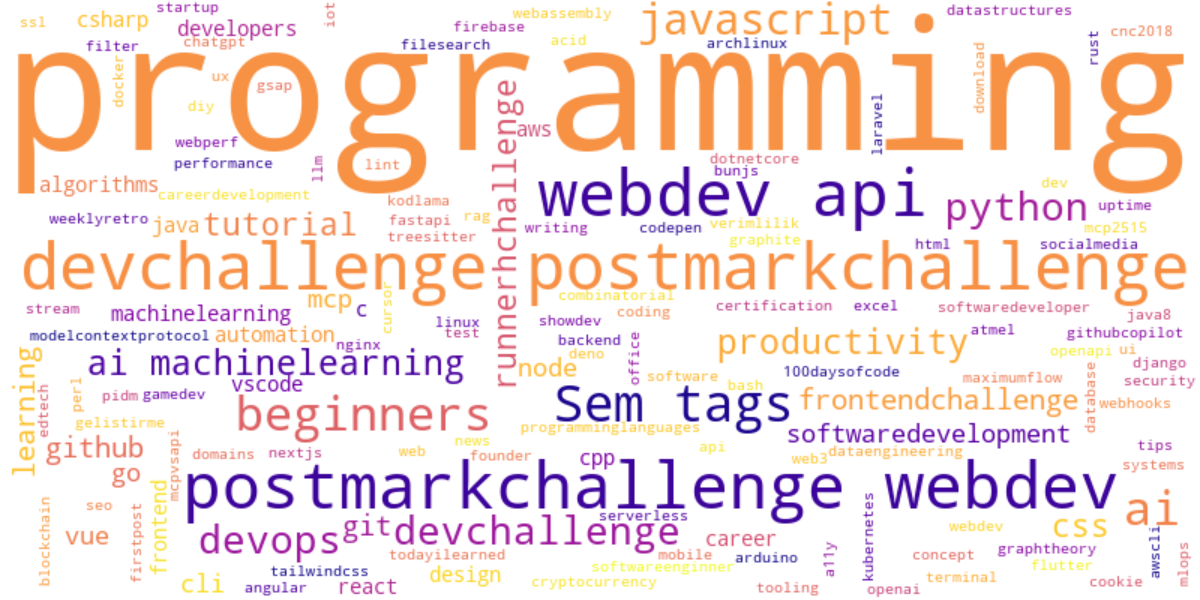 startup
ssl
csharp
developers
iot
webassembly
firebase
javascript
datastructures
filter
chatgpt
filesearch
acid
archlinux
rust
cnc2018
programming
docker
ux
gsap
diy
download
laravel
webperf
aws
performance
llm
lint
dotnetcore
bunjs
runnerhchallenge
algorithms
careerdevelopment
kodlama
webdev api
python
dev
uptime
weeklyretro
java
tutorial
fastapi
rag
treesitter
writing
codepen
verimlilik
graphite
mcp2515
html
socialmedia
devchallenge
postmarkchallenge
stream
machinelearning
mcp
c
cursor
combinatorial
coding
certification
excel
softwaredeveloper
java8
modelcontextprotocol
automation
nginx
linux
test
showdev
backend
deno
office
productivity
atmel
githubcopilot
openapi
ui
django
security
learning
ai machinelearning
vscode
node
software
bash
100daysofcode
maximumflow
database
webhooks
edtech
perl
pidm
gamedev
beginners
Sem tags
frontendchallenge
gelistirme
programminglanguages
softwaredevelopment
github
mcpvsapi
domains
nextjs
web
news
founder
cpp
api
web3
dataengineering
tips
systems
go
postmarkchallenge webdev
ai
seo
blockchain
vue
firstpost
frontend
devops
git
devchallenge
serverless
career
kubernetes
webdev
css
awscli
mlops
todayilearned
mobile
arduino
a11y
concept
graphtheory
flutter
tailwindcss
softwareenginner
cli
angular
react
design
cryptocurrency
tooling
openai
terminal
cookie